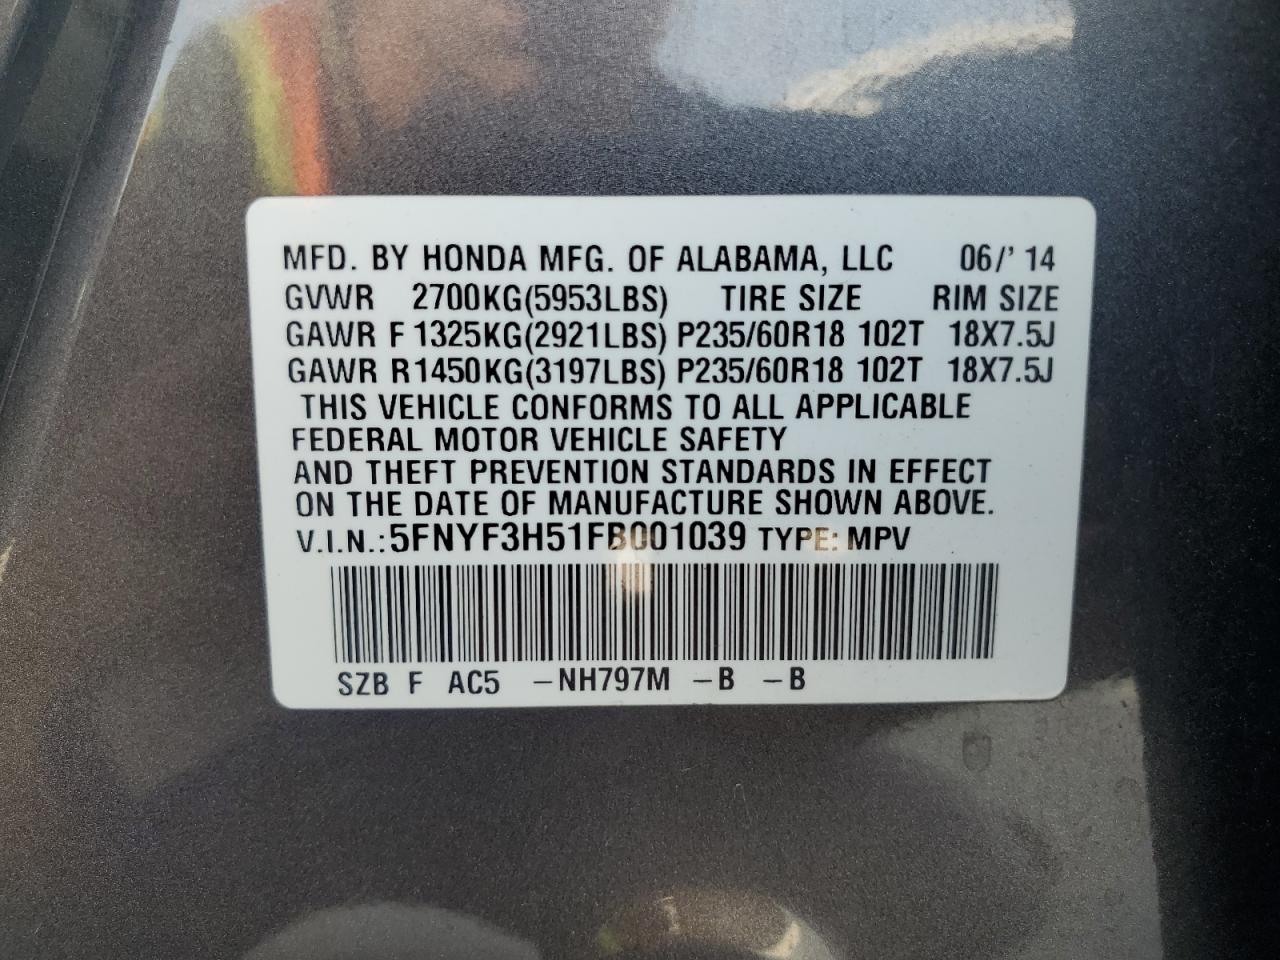 MFD. BY HONDA MFG. OF ALABAMA, LLC 06/' 14
GVWR 2700KG(5953LBS) TIRE SIZE RIM SIZE
GAWR F 1325KG(2921LBS) P235/60R18 102T 18X7.5J
GAWR R1450KG(3197LBS) P235/60R18 102T 18X7.5J
THIS VEHICLE CONFORMS TO ALL APPLICABLE
FEDERAL MOTOR VEHICLE SAFETY
AND THEFT PREVENTION STANDARDS IN EFFECT
ON THE DATE OF MANUFACTURE SHOWN ABOVE.
V.I.N.:5FNYF3H51FB001039 TYPE: MPV
SZB F AC5 -NH797M -B -B